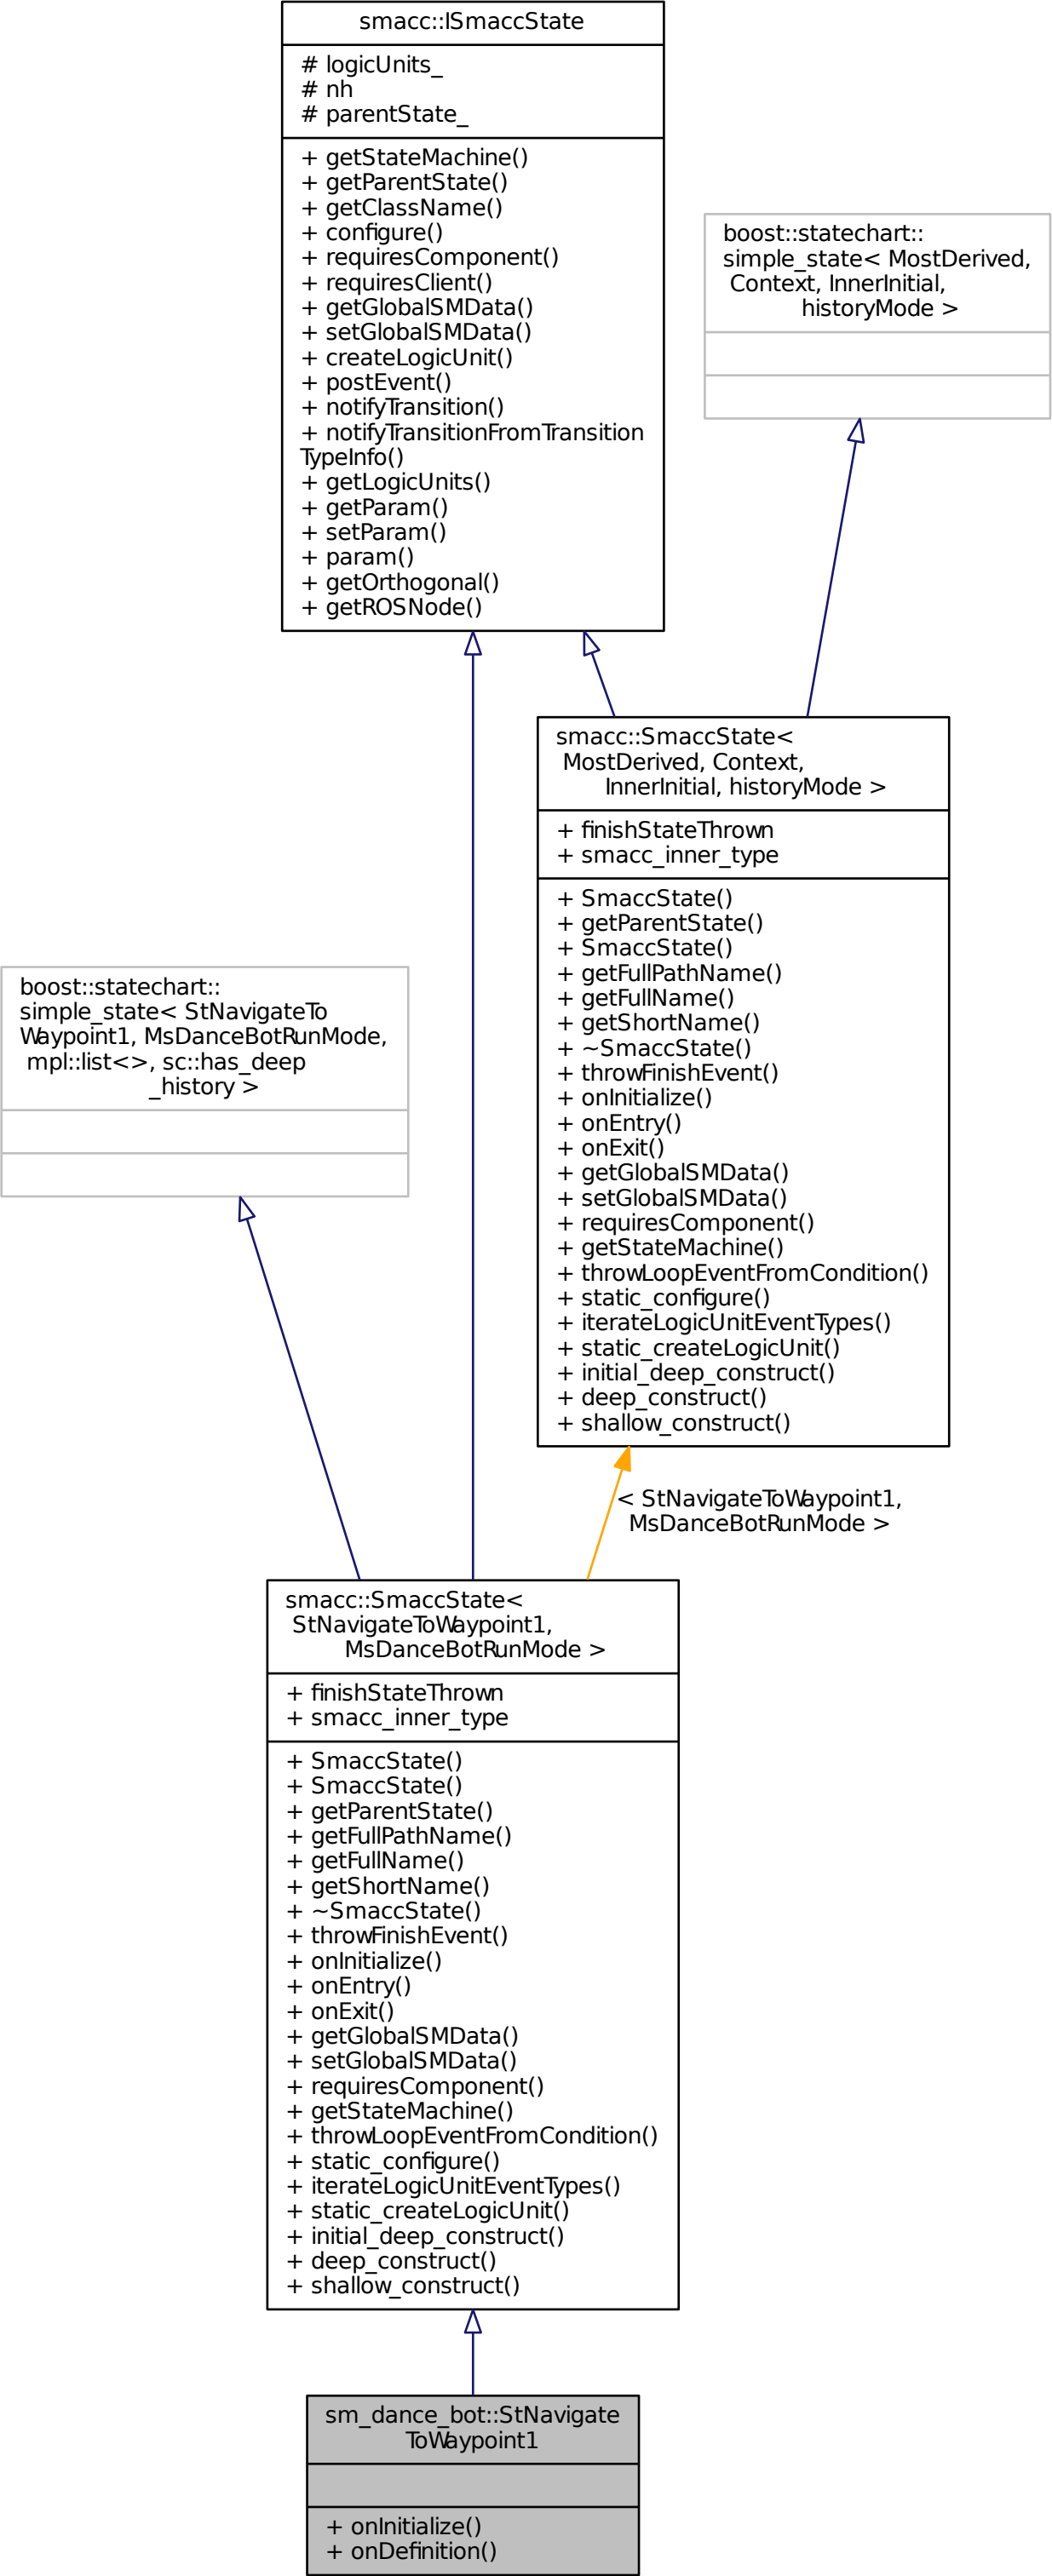 smacc::ISmaccState
# logicUnits_
# nh
# parentState_
+ getStateMachine()
+ getParentState()
+ getClassName()
+ configure()
+ requiresComponent()
+ requiresClient()
+ getGlobalSMData()
+ setGlobalSMData()
+ createLogicUnit()
+ postEvent()
+ notifyTransition()
+ notifyTransitionFromTransition
TypeInfo()
+ getLogicUnits()
+ getParam()
+ setParam()
+ param()
+ getOrthogonal()
+ getROSNode()
boost::statechart::
simple_state< MostDerived,
Context, InnerInitial,
historyMode >
smacc::SmaccState<
MostDerived, Context,
InnerInitial, historyMode >
+ finishStateThrown
+ smacc_inner_type
+ SmaccState()
+ getParentState()
+ SmaccState()
+ getFullPathName()
+ getFullName()
+ getShortName()
+ ~SmaccState()
+ throwFinishEvent()
+ onInitialize()
+ onEntry()
+ onExit()
+ getGlobalSMData()
+ setGlobalSMData()
+ requiresComponent()
+ getStateMachine()
+ throwLoopEventFromCondition()
+ static_configure()
+ iterateLogicUnitEventTypes()
+ static_createLogicUnit()
+ initial_deep_construct()
+ deep_construct()
+ shallow_construct()
boost::statechart::
simple_state< StNavigateTo
Waypoint1, MsDanceBotRunMode,
mpl::list<>, sc::has_deep
_history >
< StNavigateToWaypoint1,
MsDanceBotRunMode >
smacc::SmaccState<
StNavigateToWaypoint1,
MsDanceBotRunMode >
+ finishStateThrown
+ smacc_inner_type
+ SmaccState()
+ SmaccState()
+ getParentState()
+ getFullPathName()
+ getFullName()
+ getShortName()
+ ~SmaccState()
+ throwFinishEvent()
+ onInitialize()
+ onEntry()
+ onExit()
+ getGlobalSMData()
+ setGlobalSMData()
+ requiresComponent()
+ getStateMachine()
+ throwLoopEventFromCondition()
+ static_configure()
+ iterateLogicUnitEventTypes()
+ static_createLogicUnit()
+ initial_deep_construct()
+ deep_construct()
+ shallow_construct()
sm_dance_bot::StNavigate
ToWaypoint1
+ onInitialize()
+ onDefinition()